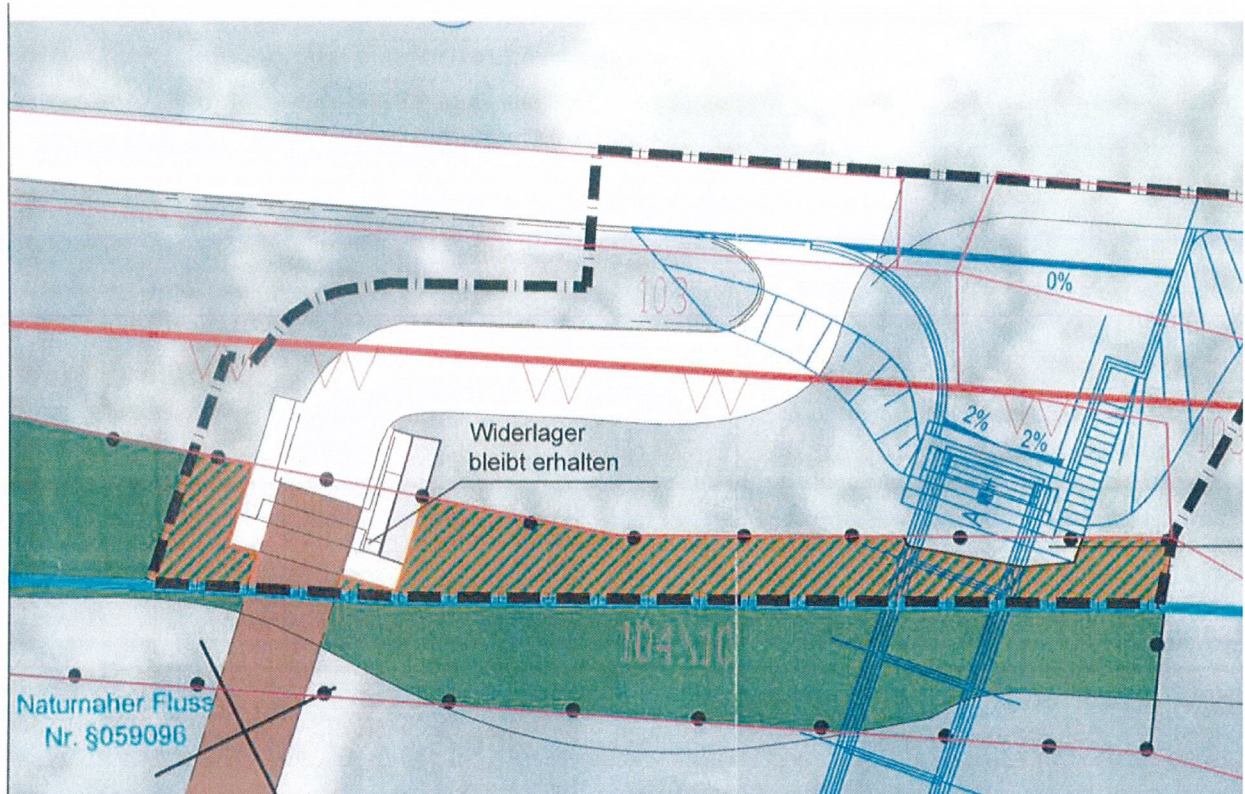 103
0%
2%
2%
Widerlager
bleibt erhalten
A
104/10
Naturnaher Fluss
Nr. §059096